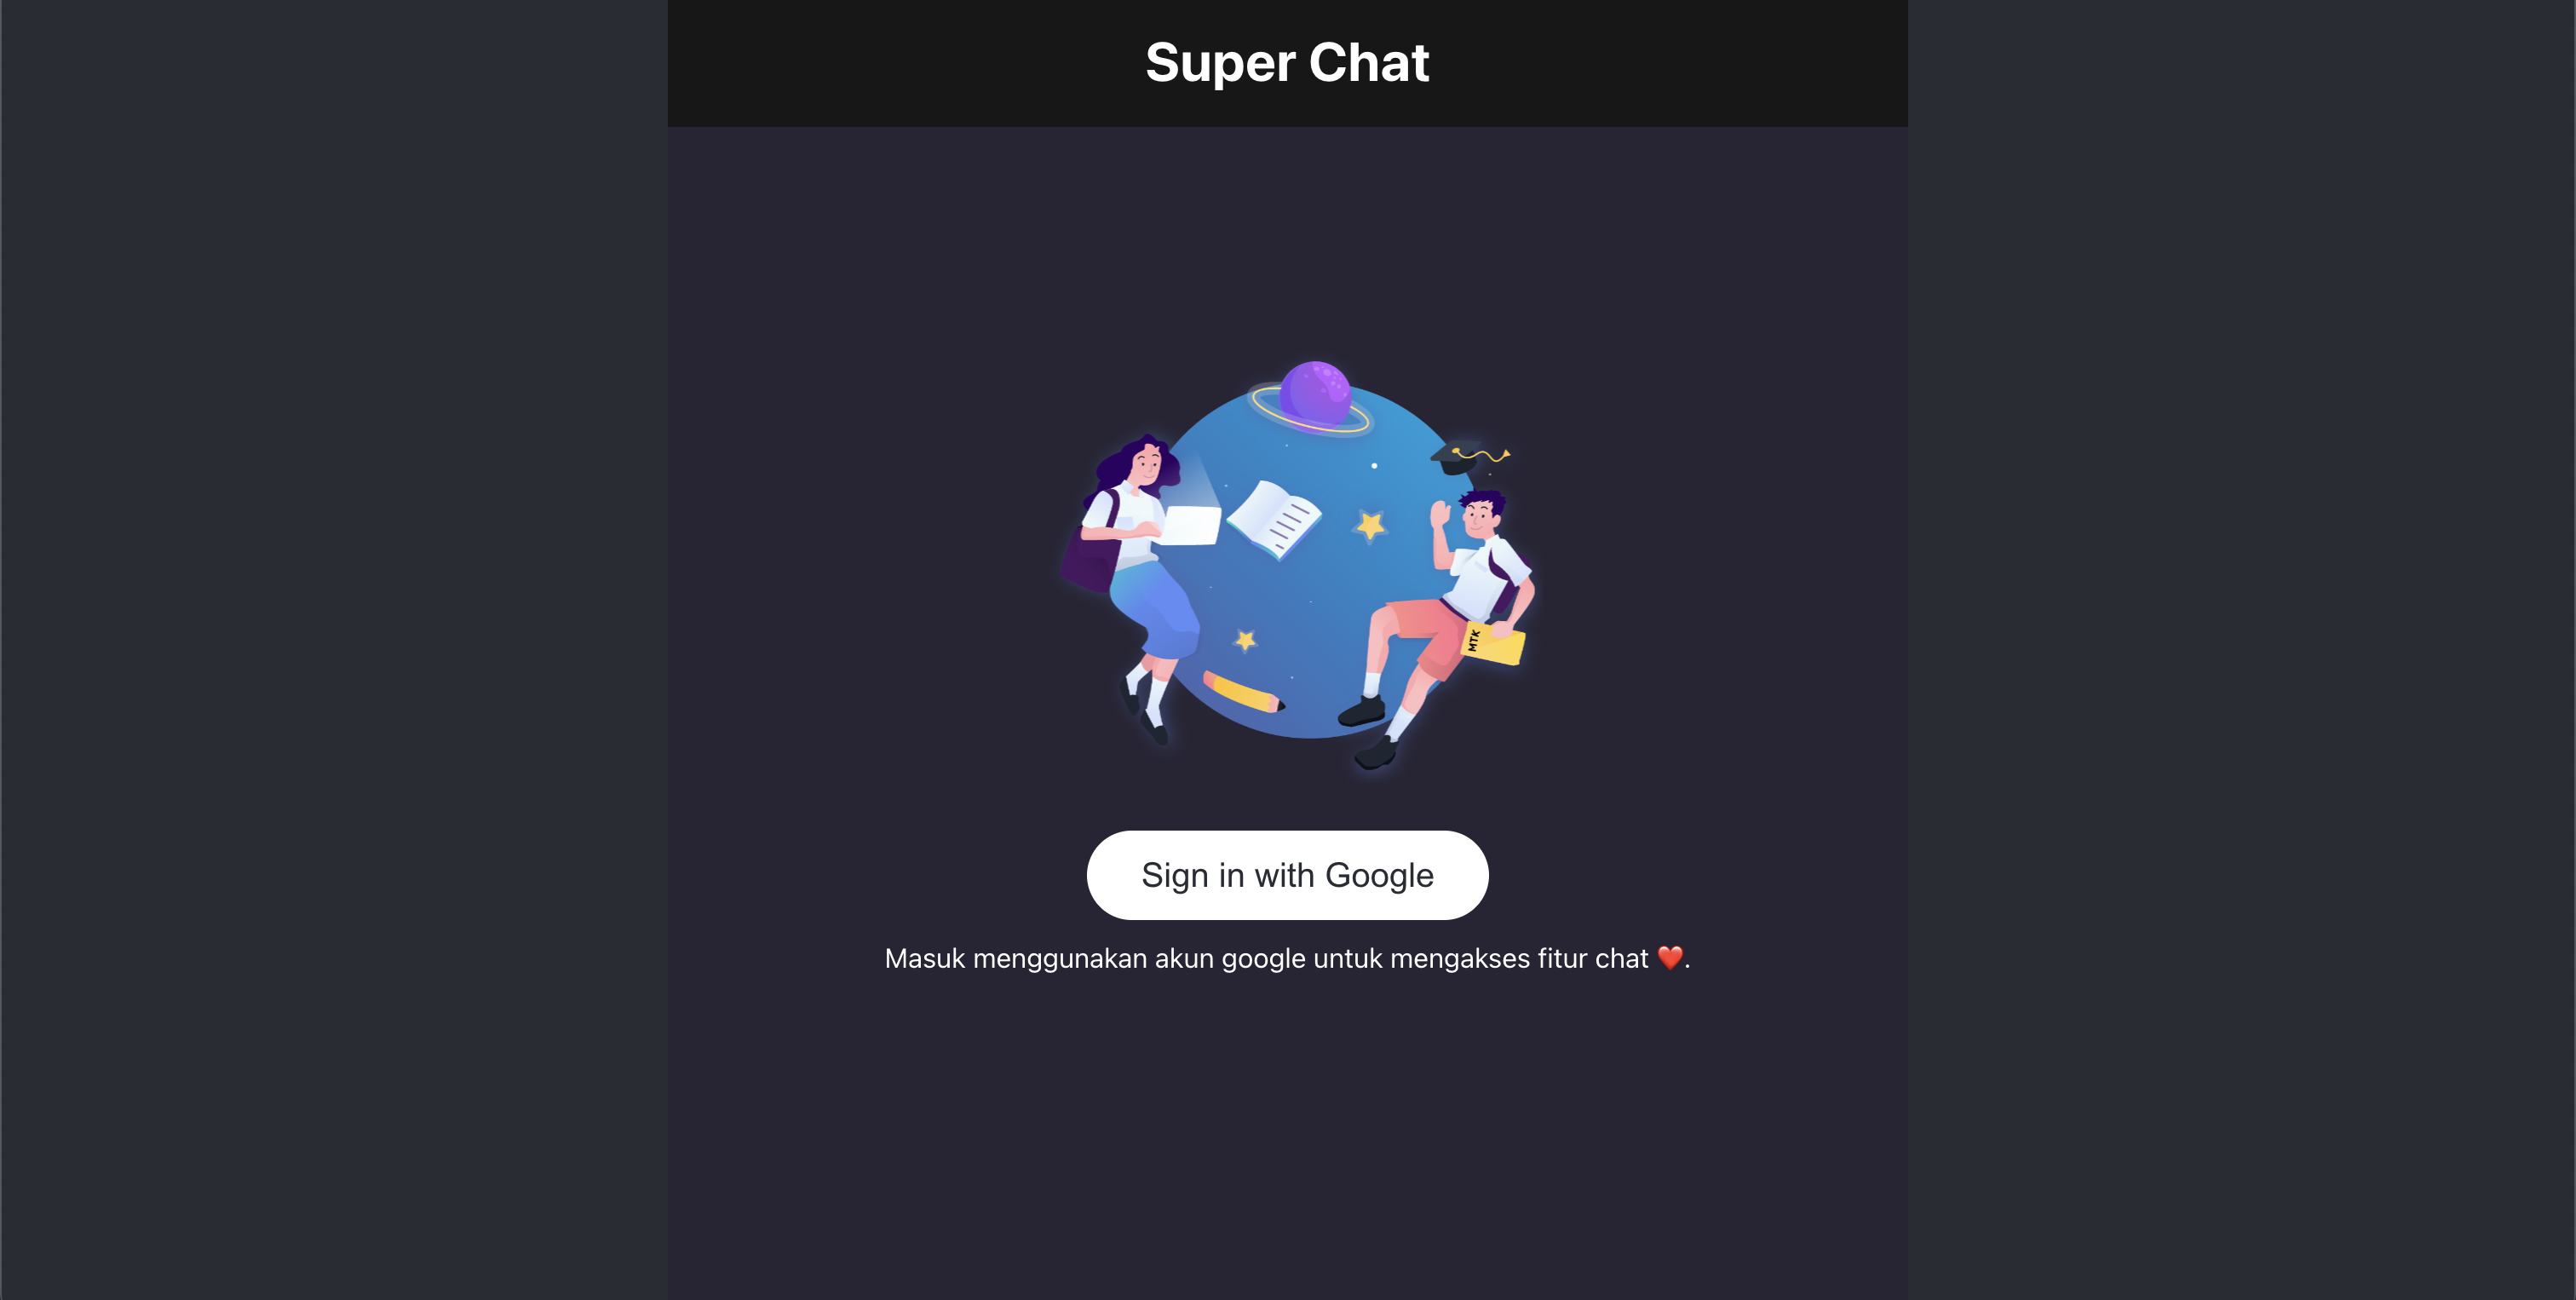 Super Chat
MTK
Sign in with Google
Masuk menggunakan akun google untuk mengakses fitur chat ❤️.